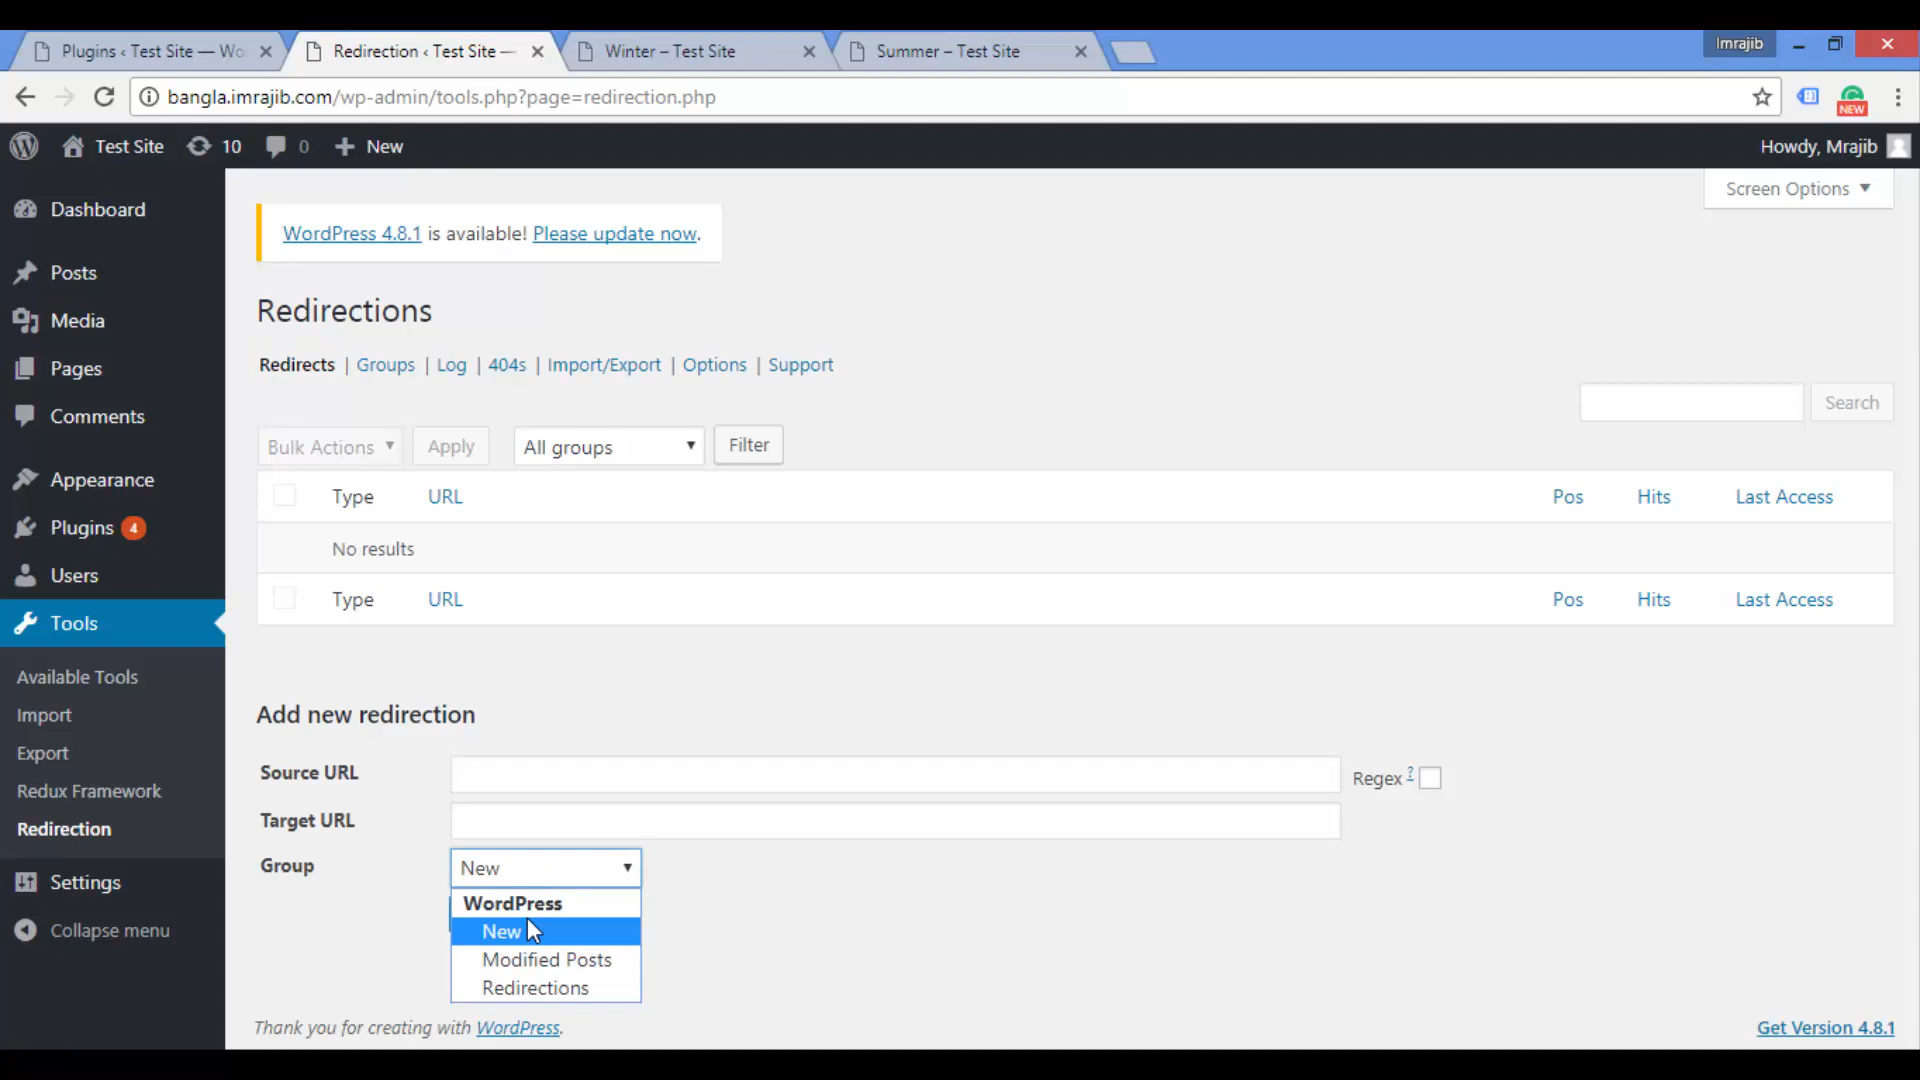 Plugins ‹ Test Site — Wo
Redirection ‹ Test Site —
Winter – Test Site
Summer – Test Site
Imrajib
bangla.imrajib.com/wp-admin/tools.php?page=redirection.php
NEW
Test Site
10
0
New
Howdy, Mrajib
Screen Options
Dashboard
Posts
Media
Pages
Comments
Appearance
Plugins 4
Users
Tools
Available Tools
Import
Export
Redux Framework
Redirection
Settings
Collapse menu
WordPress 4.8.1 is available! Please update now.
Redirections
Redirects | Groups | Log | 404s | Import/Export | Options | Support
Search
Bulk Actions Apply All groups Filter
Type URL Pos Hits Last Access
No results
Type URL Pos Hits Last Access
Add new redirection
Source URL
Regex ?
Target URL
Group New
WordPress
New
Modified Posts
Redirections
Thank you for creating with WordPress.
Get Version 4.8.1